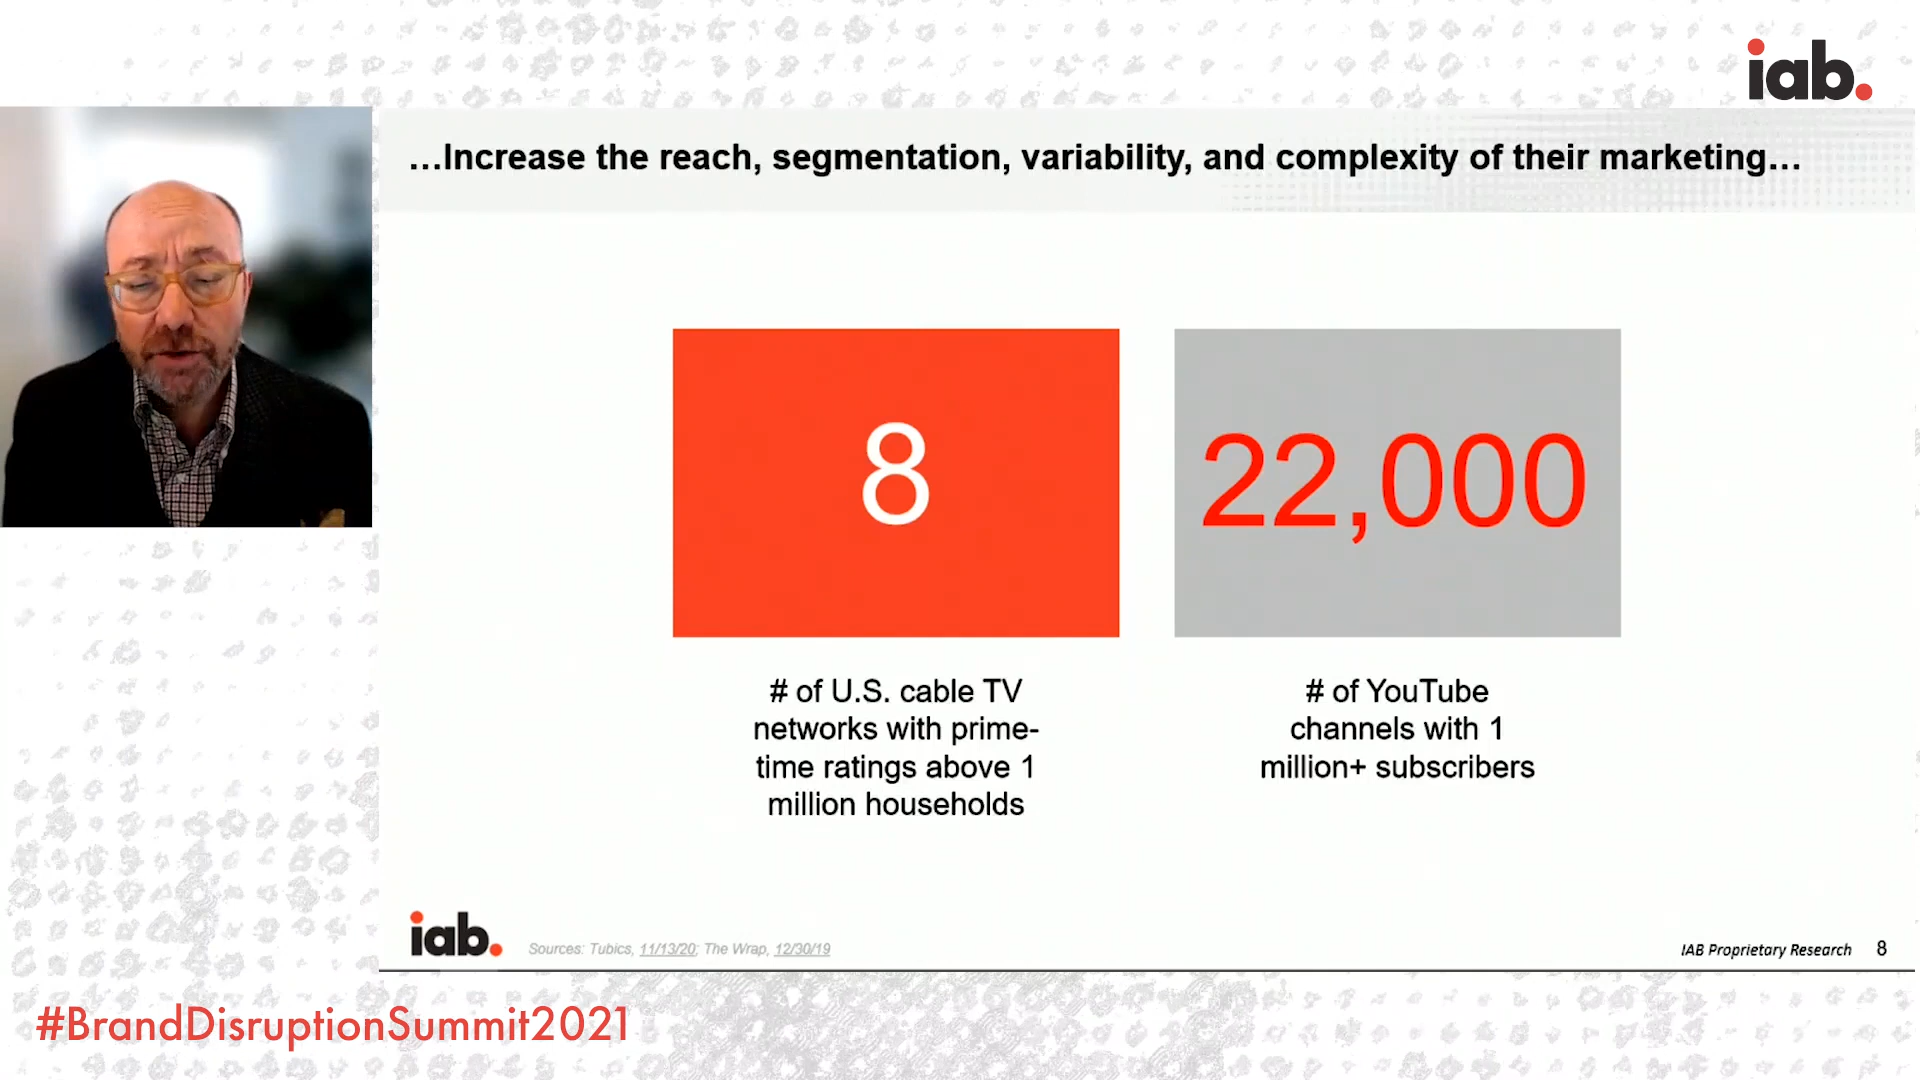 iab.
...Increase the reach, segmentation, variability, and complexity of their marketing...
8
22,000
# of U.S. cable TV
networks with prime-
time ratings above 1
million households
# of YouTube
channels with 1
million+ subscribers
iab.
Sources: Tubics, 11/13/20; The Wrap, 12/30/19
IAB Proprietary Research 8
#BrandDisruptionSummit2021